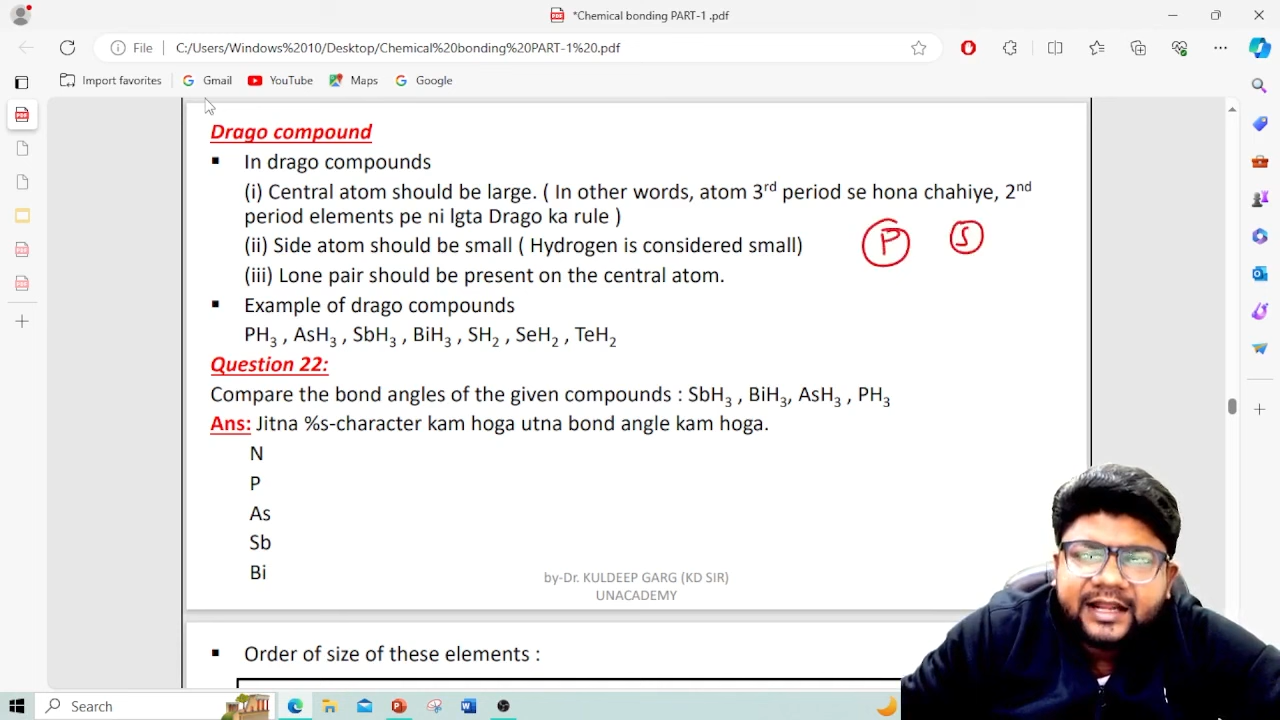 *Chemical bonding PART-1 .pdf
File
C:/Users/Windows%2010/Desktop/Chemical%20bonding%20PART-1%20.pdf
Import favorites
Gmail
YouTube
Maps
Google
Drago compound
▪ In drago compounds
(i) Central atom should be large. ( In other words, atom 3rd period se hona chahiye, 2nd
period elements pe ni lgta Drago ka rule )
P S
(ii) Side atom should be small ( Hydrogen is considered small)
(iii) Lone pair should be present on the central atom.
▪ Example of drago compounds
PH3 , AsH3 , SbH3 , BiH3 , SH2 , SeH2 , TeH2
Question 22:
Compare the bond angles of the given compounds : SbH3 , BiH3, AsH3 , PH3
Ans: Jitna %s-character kam hoga utna bond angle kam hoga.
N
P
As
Sb
Bi
by-Dr. KULDEEP GARG (KD SIR)
UNACADEMY
▪ Order of size of these elements :
Search